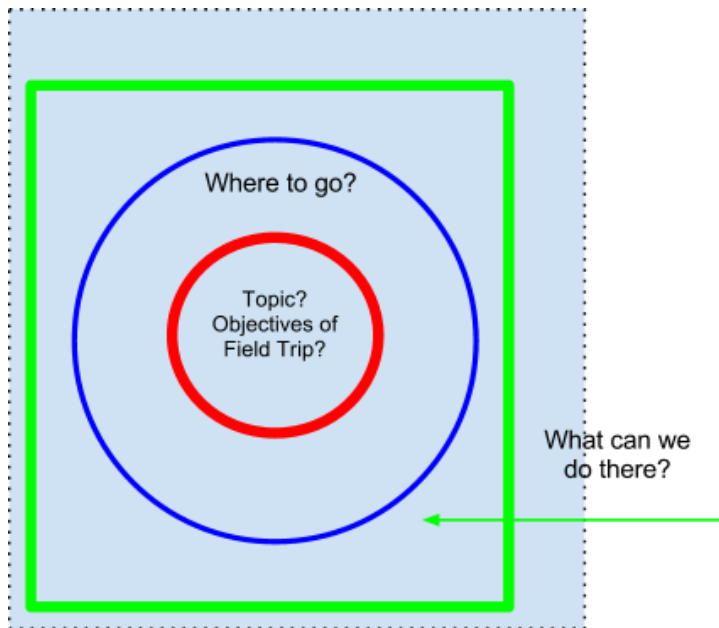 Where to go?
Topic?
Objectives of
Field Trip?
What can we
do there?